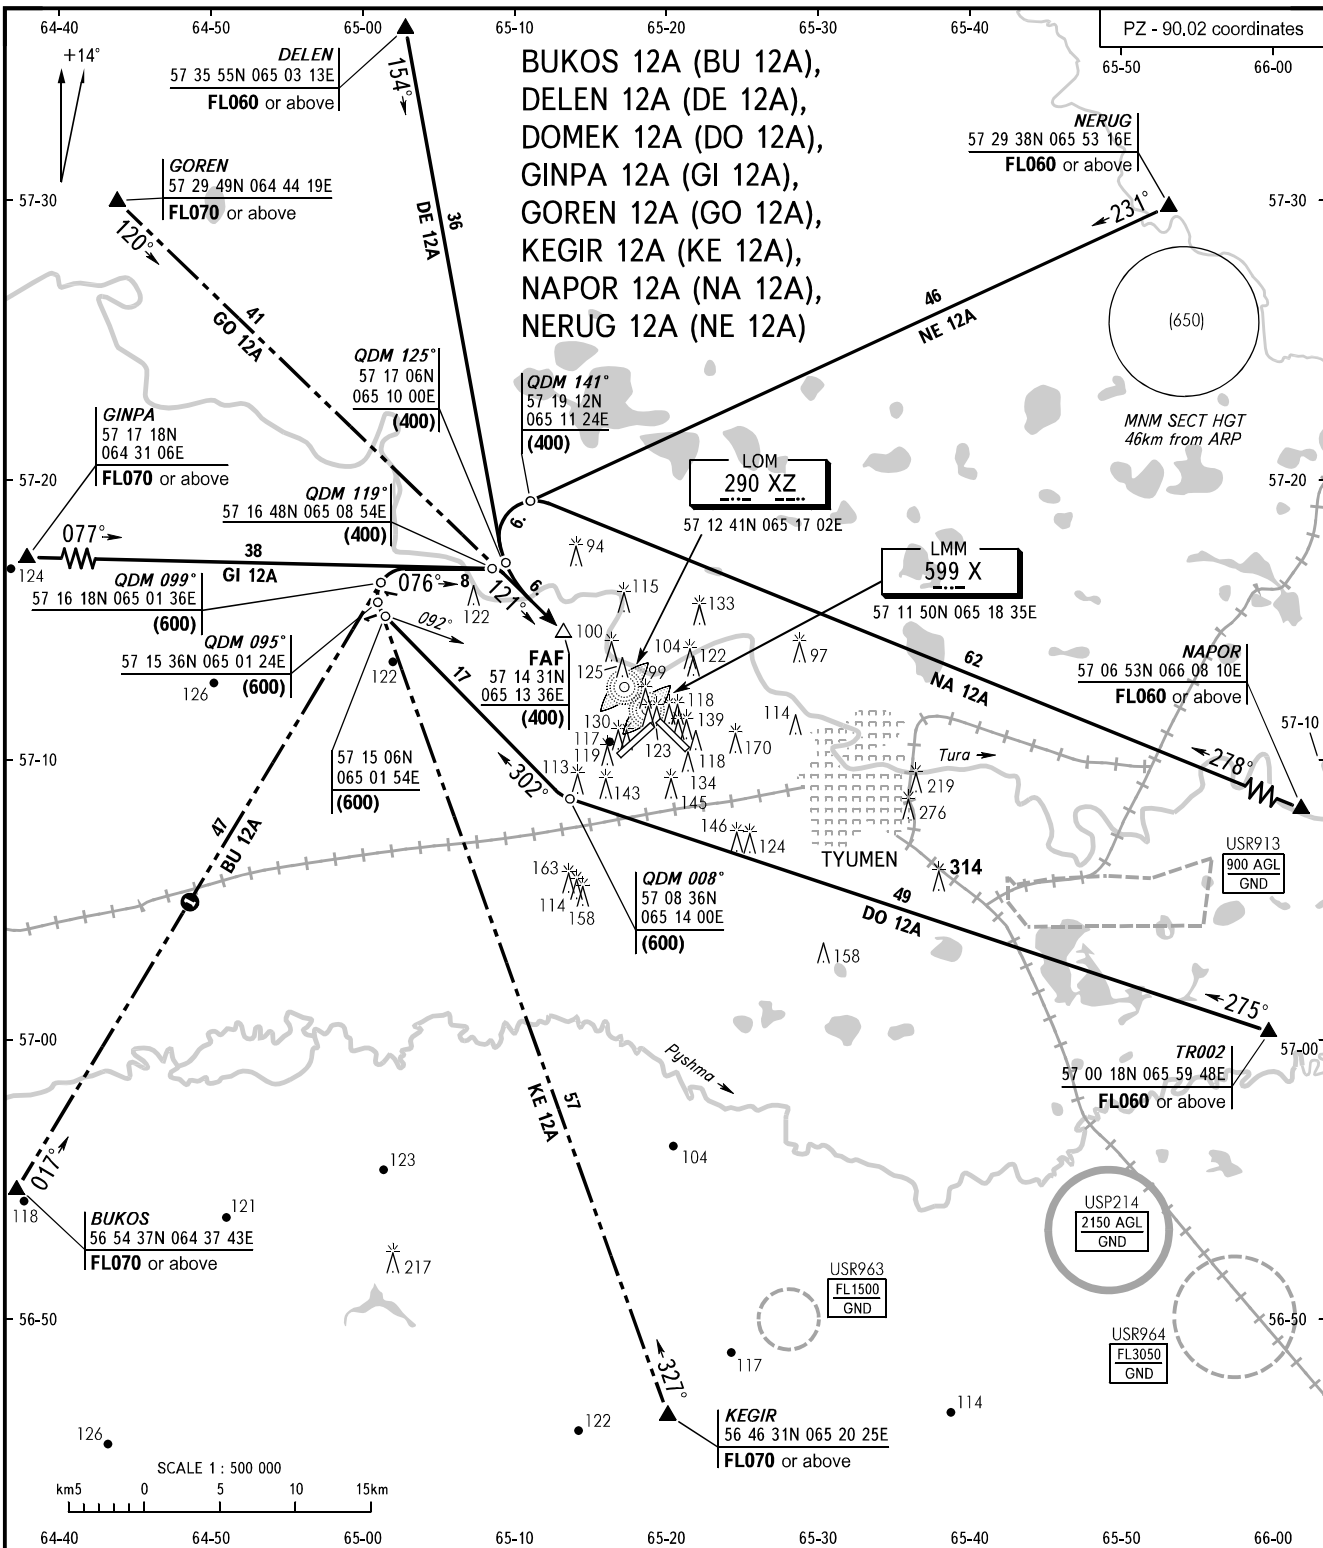 64-40
64-50
65-00
65-10
65-20
65-30
65-40
PZ - 90.02 coordinates
65-50
66-00
+14°
DELEN
57 35 55N 065 03 13E
FL060 or above
154°
BUKOS 12A (BU 12A),
DELEN 12A (DE 12A),
DOMEK 12A (DO 12A),
GINPA 12A (GI 12A),
GOREN 12A (GO 12A),
KEGIR 12A (KE 12A),
NAPOR 12A (NA 12A),
NERUG 12A (NE 12A)
NERUG
57 29 38N 065 53 16E
FL060 or above
231°
GOREN
57 29 49N 064 44 19E
FL070 or above
57-30
57-30
120°
36
DE 12A
41
GO 12A
46
NE 12A
(650)
MNM SECT HGT
46km from ARP
QDM 125°
57 17 06N
065 10 00E
(400)
QDM 141°
57 19 12N
065 11 24E
(400)
GINPA
57 17 18N
064 31 06E
FL070 or above
57-20
57-20
LOM
290 XZ
57 12 41N 065 17 02E
QDM 119°
57 16 48N 065 08 54E
(400)
077°
38
GI 12A
124
QDM 099°
57 16 18N 065 01 36E
(600)
076°
8
121°
6.
6.
122
092°
94
LMM
599 X
57 11 50N 065 18 35E
QDM 095°
57 15 36N 065 01 24E
(600)
126
122
115
133
100
104
122
97
125
99
FAF
57 14 31N
065 13 36E
(400)
17
62
NA 12A
NAPOR
57 06 53N 066 08 10E
FL060 or above
57-10
57-10
278°
57 15 06N
065 01 54E
(600)
302°
130
117
119
118
139
123
118
170
114
113
143
134
145
Tura
219
276
146
124
TYUMEN
314
USR913
900 AGL
GND
47
BU 12A
1
163
114
158
QDM 008°
57 08 36N
065 14 00E
(600)
49
DO 12A
158
275°
57-00
57-00
TR002
57 00 18N 065 59 48E
FL060 or above
Pyshma
57
KE 12A
017°
118
123
121
104
BUKOS
56 54 37N 064 37 43E
FL070 or above
217
USP214
2150 AGL
GND
USR963
FL1500
GND
56-50
56-50
USR964
FL3050
GND
117
327°
114
KEGIR
56 46 31N 065 20 25E
FL070 or above
126
122
SCALE 1 : 500 000
km5 0 5 10 15km
64-40
64-50
65-00
65-10
65-20
65-30
65-40
65-50
66-00